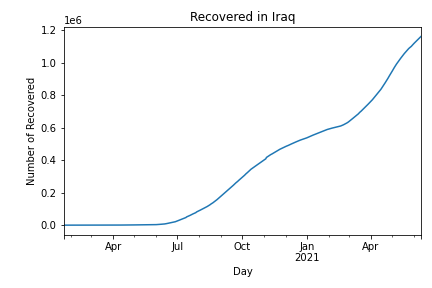 Recovered in Iraq
1e6
1.2
1.0
0.8
0.6
0.4
0.2
0.0
Number of Recovered
Apr
Jul
Oct
Jan
2021
Apr
Day